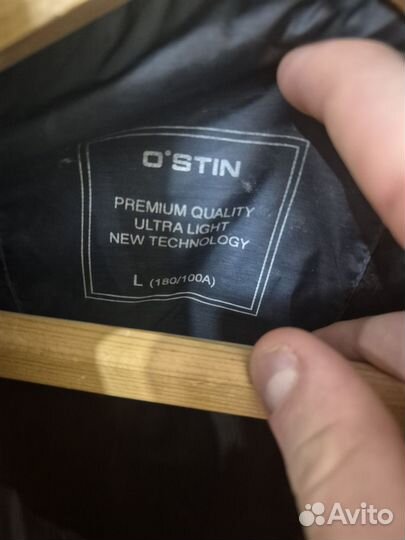 O'STIN
PREMIUM QUALITY
ULTRA LIGHT
NEW TECHNOLOGY
L (180/100A)
Avito